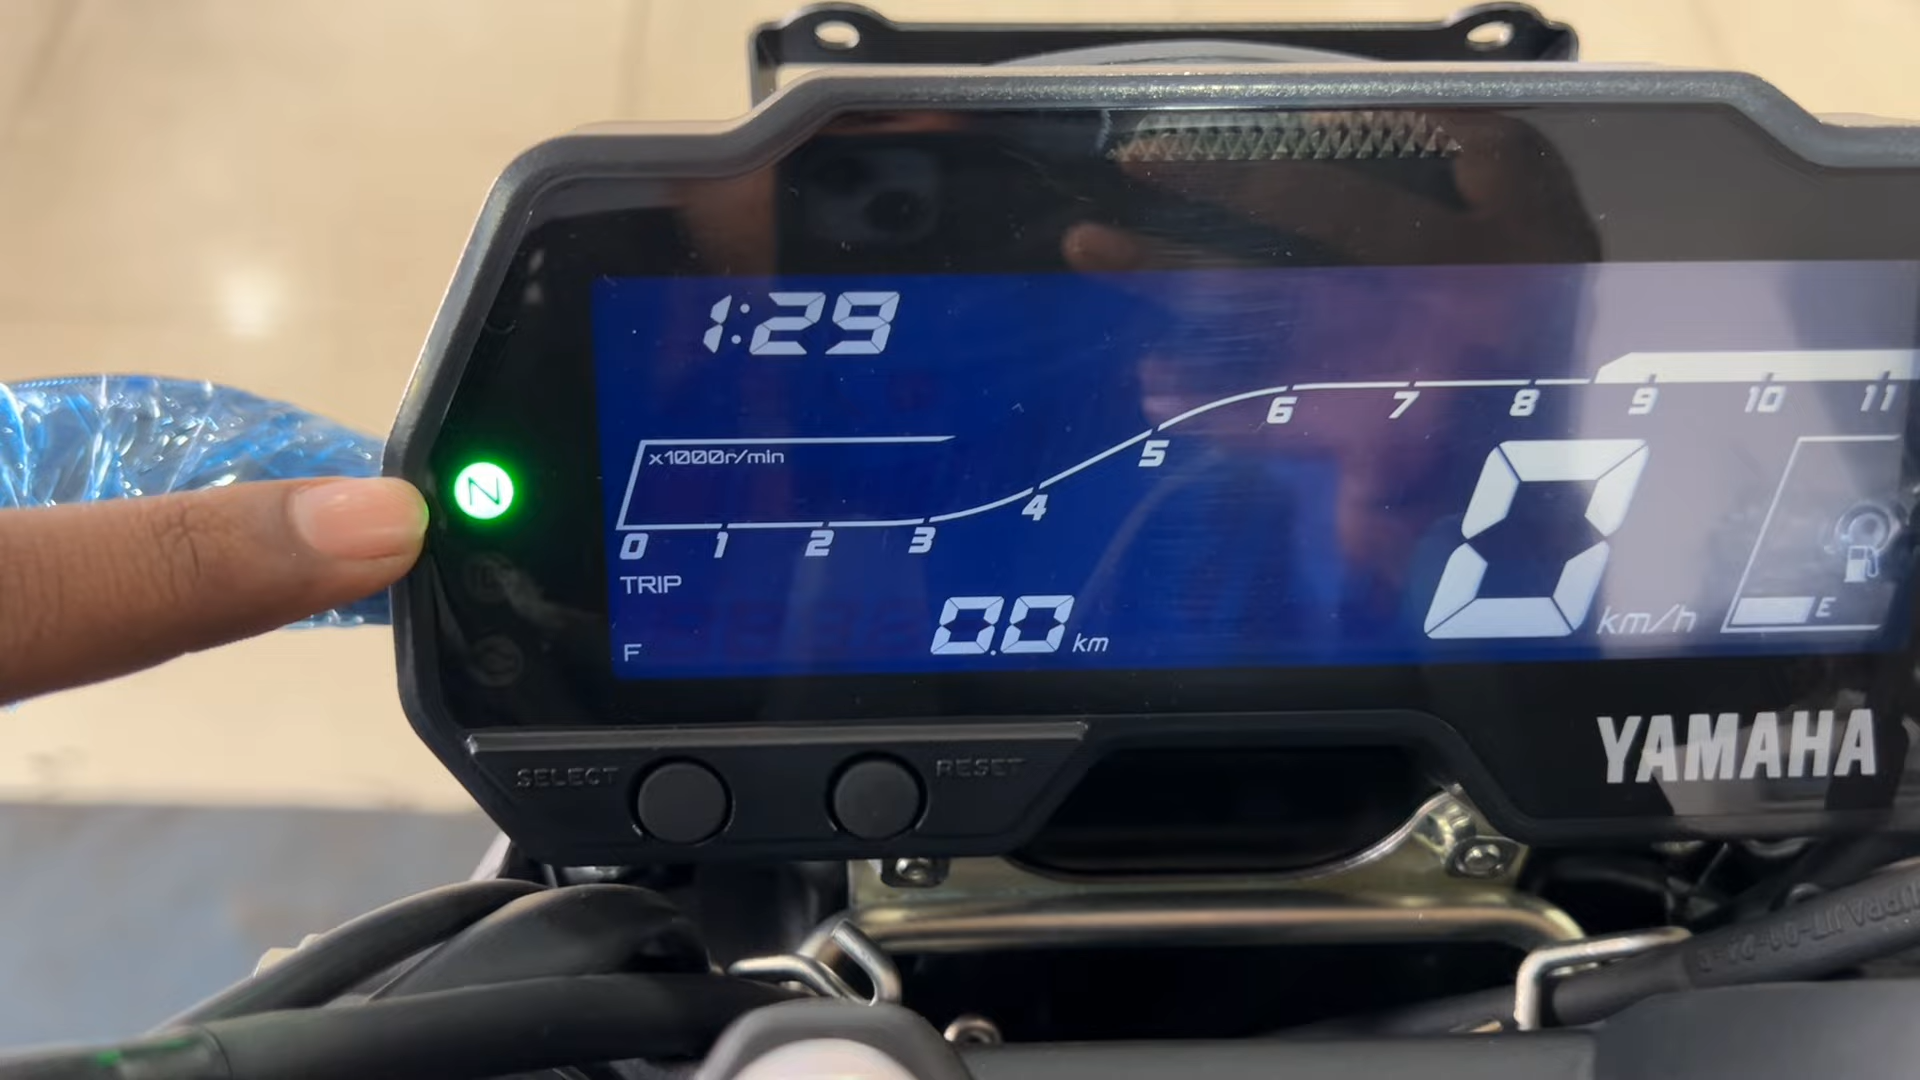 1:29
6 7 8 9 10 11
x1000r/min
5
N
4
0 1 2 3
0 km/h
E
TRIP
F
0.0 km
YAMAHA
SELECT
RESET